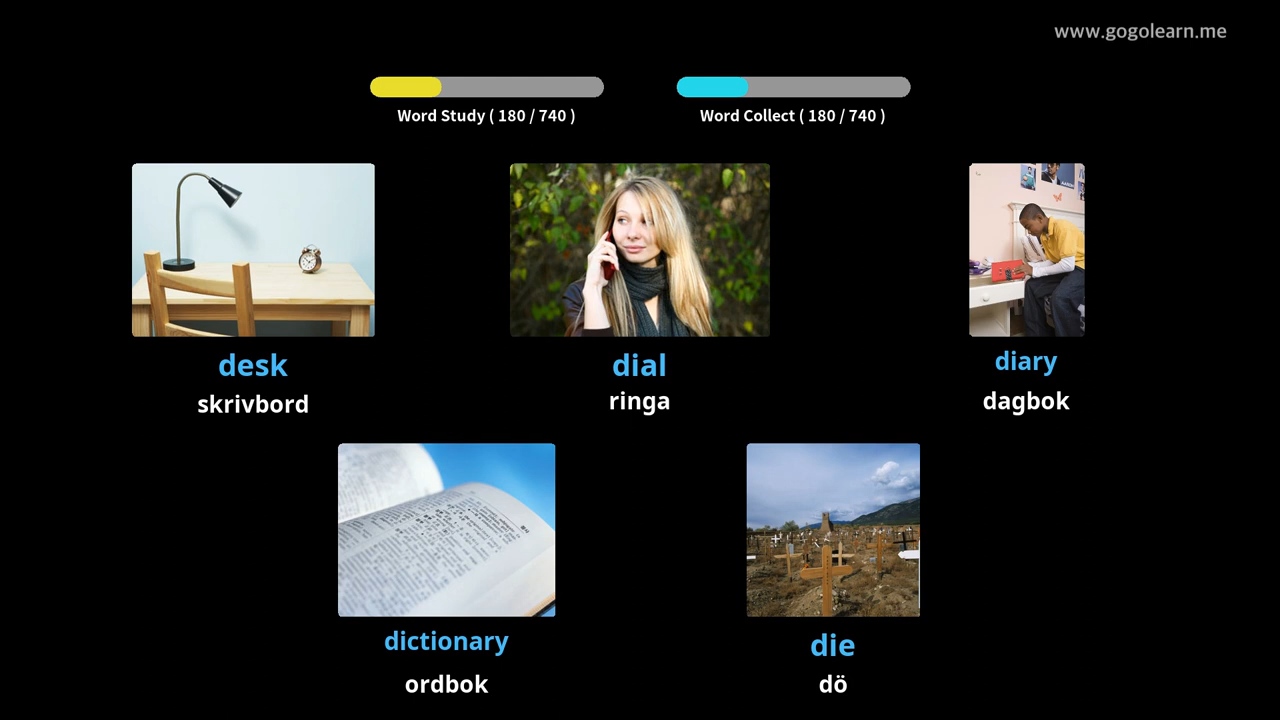 www.gogolearn.me
Word Study ( 180 / 740 )
Word Collect ( 180 / 740 )
desk
skrivbord
dial
ringa
diary
dagbok
dictionary
ordbok
die
dö